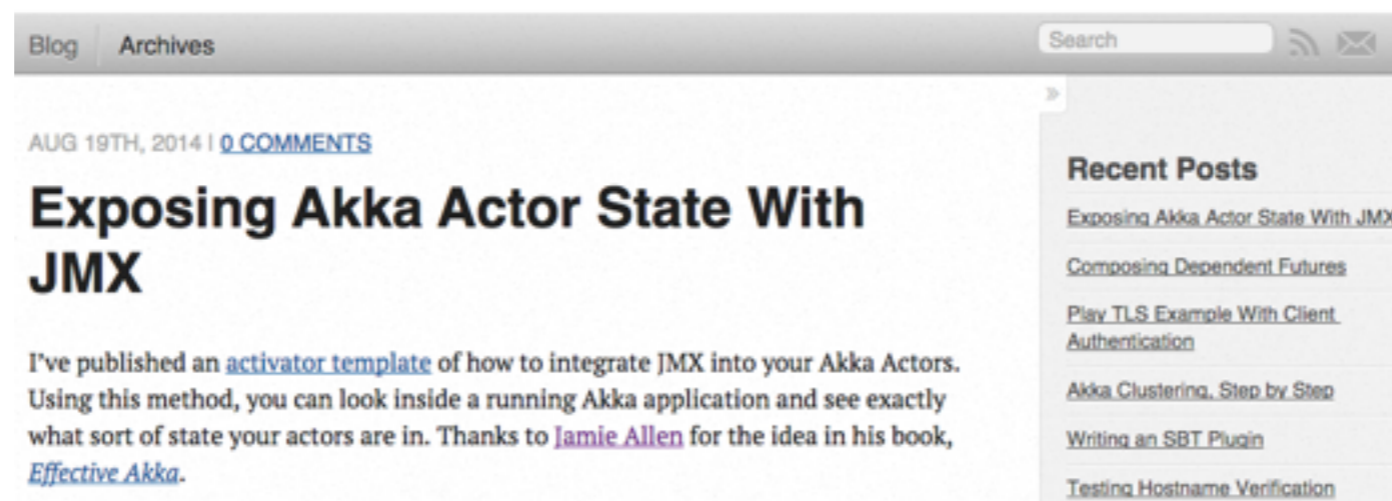 Blog
Archives
Search
AUG 19TH, 2014 | 0 COMMENTS
Exposing Akka Actor State With
JMX
I've published an activator template of how to integrate JMX into your Akka Actors.
Using this method, you can look inside a running Akka application and see exactly
what sort of state your actors are in. Thanks to Jamie Allen for the idea in his book,
Effective Akka.
»
Recent Posts
Exposing Akka Actor State With JMX
Composing Dependent Futures
Play TLS Example With Client
Authentication
Akka Clustering, Step by Step
Writing an SBT Plugin
Testing Hostname Verification